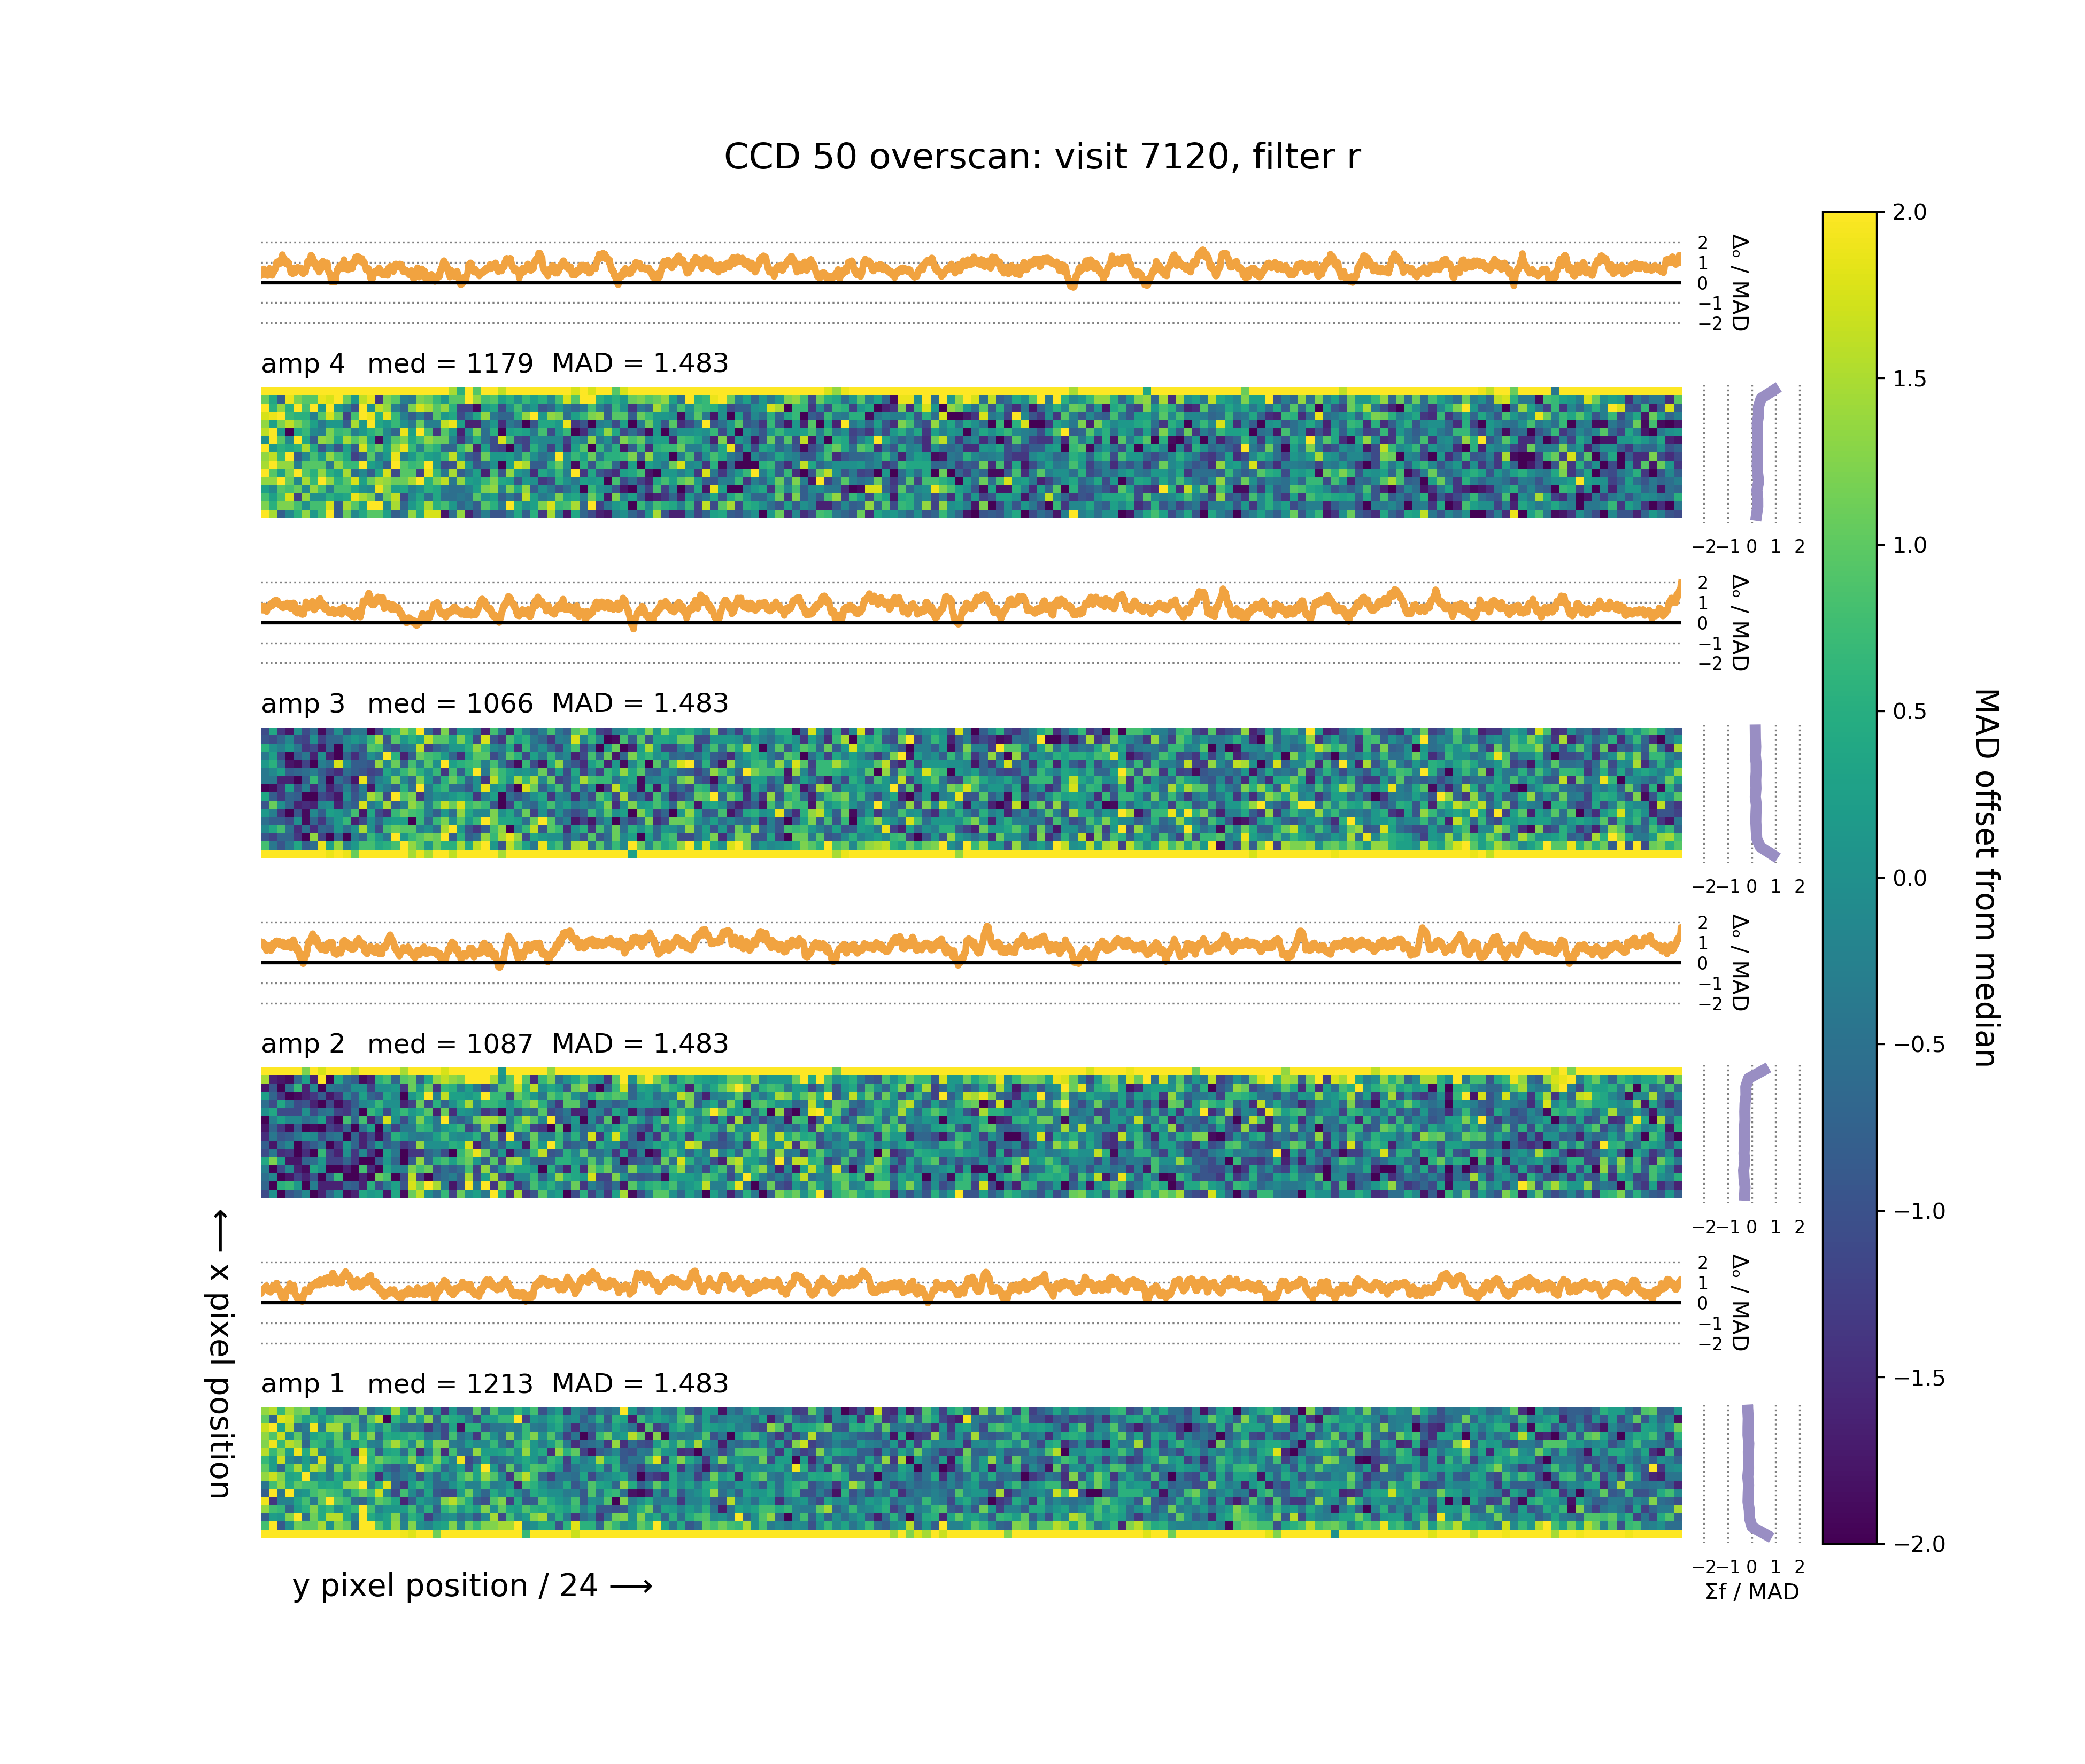 CCD 50 overscan: visit 7120, filter r
2
1
0
−1
−2
Δₒ / MAD
amp 4 med = 1179 MAD = 1.483
−2 −1 0 1 2
2
1
0
−1
−2
Δₒ / MAD
amp 3 med = 1066 MAD = 1.483
−2 −1 0 1 2
2
1
0
−1
−2
Δₒ / MAD
amp 2 med = 1087 MAD = 1.483
−2 −1 0 1 2
2
1
0
−1
−2
Δₒ / MAD
amp 1 med = 1213 MAD = 1.483
−2 −1 0 1 2
Σf / MAD
⟵ x pixel position
y pixel position / 24 ⟶
2.0
1.5
1.0
0.5
0.0
−0.5
−1.0
−1.5
−2.0
MAD offset from median